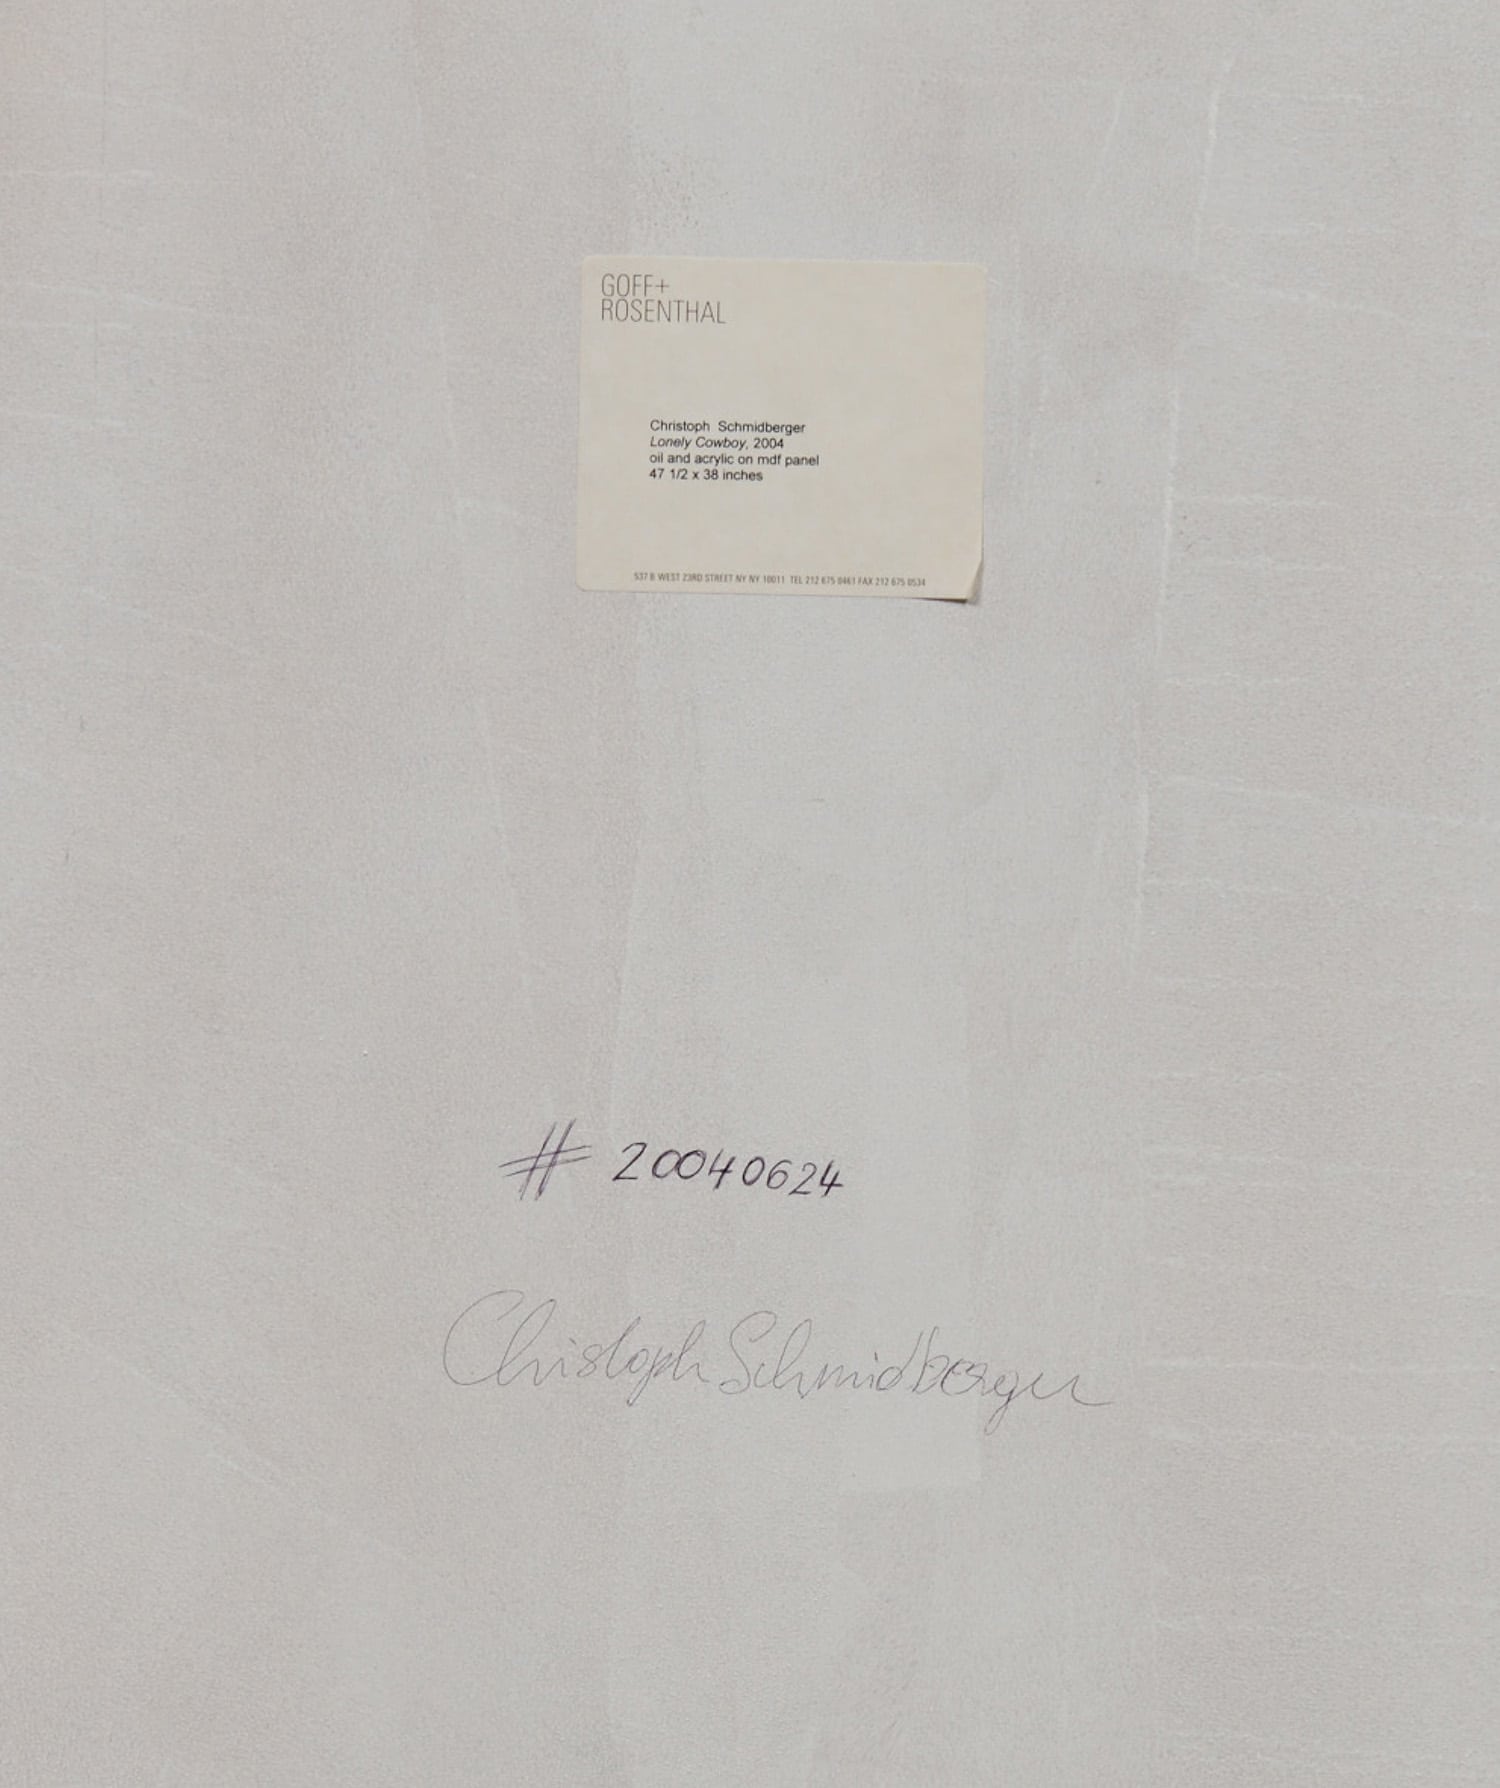 GOFF+
ROSENTHAL
Christoph Schmidberger
Lonely Cowboy, 2004
oil and acrylic on mdf panel
47 1/2 x 38 inches
537 B WEST 23RD STREET NY NY 10011 TEL 212 675 0461 FAX 212 675 0534
# 20040624
Christoph Schmidberger